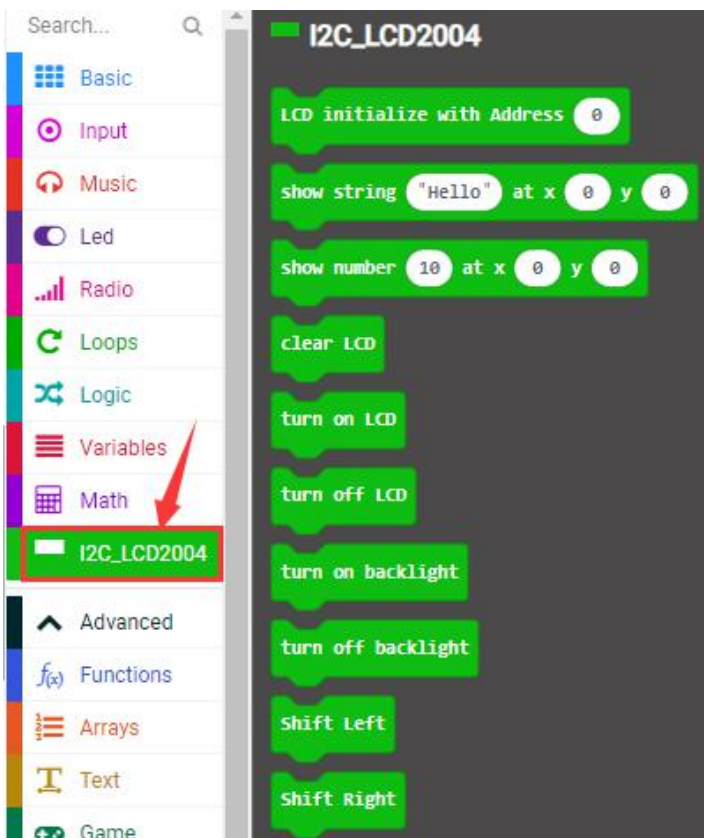 Search...
Basic
Input
Music
Led
Radio
Loops
Logic
Variables
Math
I2C_LCD2004
Advanced
f(x) Functions
Arrays
Text
Game
I2C_LCD2004
LCD initialize with Address 0
show string "Hello" at x 0 y 0
show number 10 at x 0 y 0
clear LCD
turn on LCD
turn off LCD
turn on backlight
turn off backlight
Shift Left
Shift Right